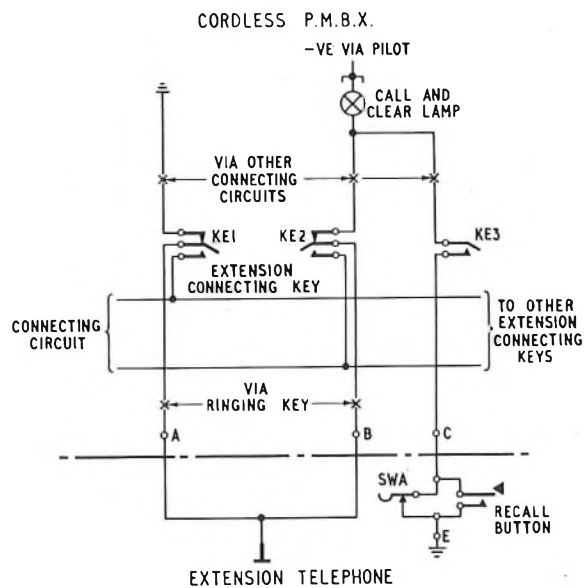 CORDLESS P.M.B.X.
-VE VIA PILOT
CALL AND
CLEAR LAMP
VIA OTHER
CONNECTING
CIRCUITS
KE1
KE2
KE3
EXTENSION
CONNECTING KEY
CONNECTING
CIRCUIT
TO OTHER
EXTENSION
CONNECTING
KEYS
VIA
RINGING KEY
A
B
C
SWA
RECALL
BUTTON
E
EXTENSION TELEPHONE